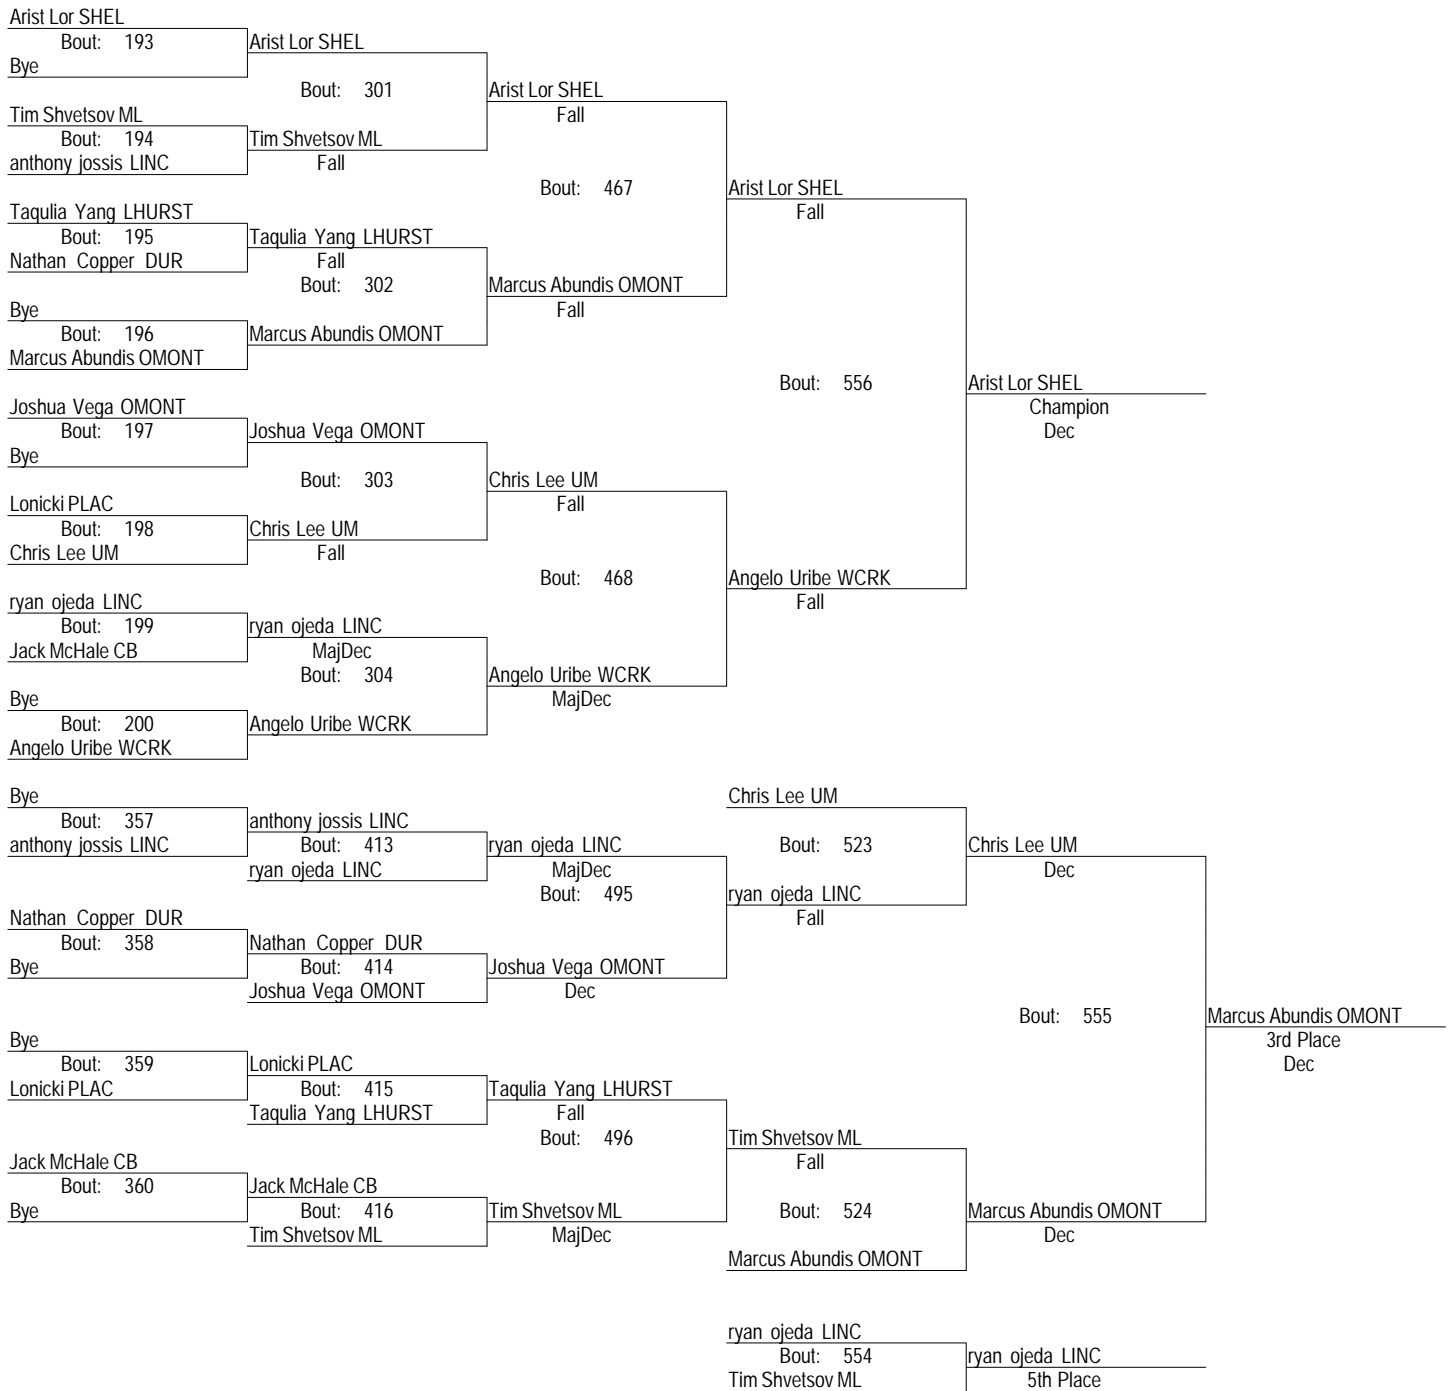 Arist Lor SHEL
Bout: 193
Arist Lor SHEL
Bye
Bout: 301
Arist Lor SHEL
Fall
Tim Shvetsov ML
Bout: 194
Tim Shvetsov ML
anthony jossis LINC
Fall
Bout: 467
Arist Lor SHEL
Fall
Taqulia Yang LHURST
Bout: 195
Taqulia Yang LHURST
Nathan Copper DUR
Fall
Bout: 302
Marcus Abundis OMONT
Fall
Bye
Bout: 196
Marcus Abundis OMONT
Marcus Abundis OMONT
Bout: 556
Arist Lor SHEL
Champion
Dec
Joshua Vega OMONT
Bout: 197
Joshua Vega OMONT
Bye
Bout: 303
Chris Lee UM
Fall
Lonicki PLAC
Bout: 198
Chris Lee UM
Chris Lee UM
Fall
Bout: 468
Angelo Uribe WCRK
Fall
ryan ojeda LINC
Bout: 199
ryan ojeda LINC
Jack McHale CB
MajDec
Bout: 304
Angelo Uribe WCRK
MajDec
Bye
Bout: 200
Angelo Uribe WCRK
Angelo Uribe WCRK
Bye
Bout: 357
anthony jossis LINC
anthony jossis LINC
Bout: 413
ryan ojeda LINC
ryan ojeda LINC
MajDec
Bout: 495
Chris Lee UM
Bout: 523
Chris Lee UM
Dec
ryan ojeda LINC
Fall
Nathan Copper DUR
Bout: 358
Nathan Copper DUR
Bye
Bout: 414
Joshua Vega OMONT
Joshua Vega OMONT
Dec
Bout: 555
Marcus Abundis OMONT
3rd Place
Dec
Bye
Bout: 359
Lonicki PLAC
Lonicki PLAC
Bout: 415
Taqulia Yang LHURST
Taqulia Yang LHURST
Fall
Bout: 496
Tim Shvetsov ML
Fall
Jack McHale CB
Bout: 360
Jack McHale CB
Bye
Bout: 416
Tim Shvetsov ML
Tim Shvetsov ML
MajDec
Bout: 524
Marcus Abundis OMONT
Dec
Marcus Abundis OMONT
ryan ojeda LINC
Bout: 554
ryan ojeda LINC
Tim Shvetsov ML
5th Place